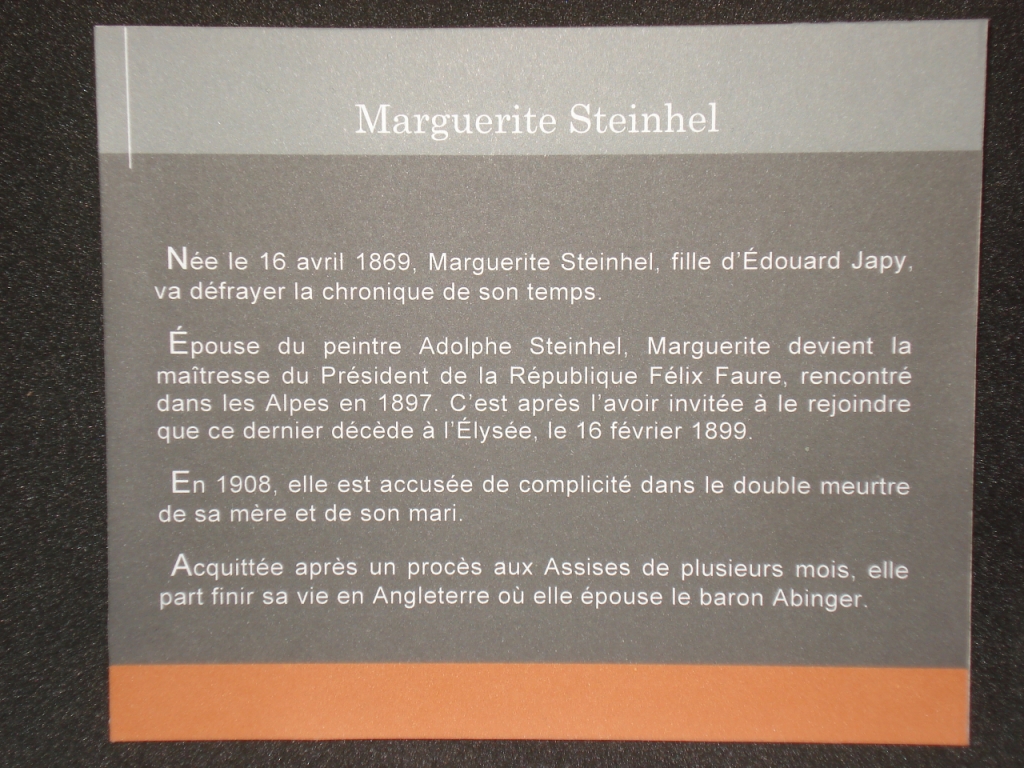 Marguerite Steinhel
Née le 16 avril 1869, Marguerite Steinhel, fille d'Édouard Japy,
va défrayer la chronique de son temps.
Épouse du peintre Adolphe Steinhel, Marguerite devient la
maîtresse du Président de la République Félix Faure, rencontré
dans les Alpes en 1897. C'est après l'avoir invitée à le rejoindre
que ce dernier décède à l'Élysée, le 16 février 1899.
En 1908, elle est accusée de complicité dans le double meurtre
de sa mère et de son mari.
Acquittée après un procès aux Assises de plusieurs mois, elle
part finir sa vie en Angleterre où elle épouse le baron Abinger.